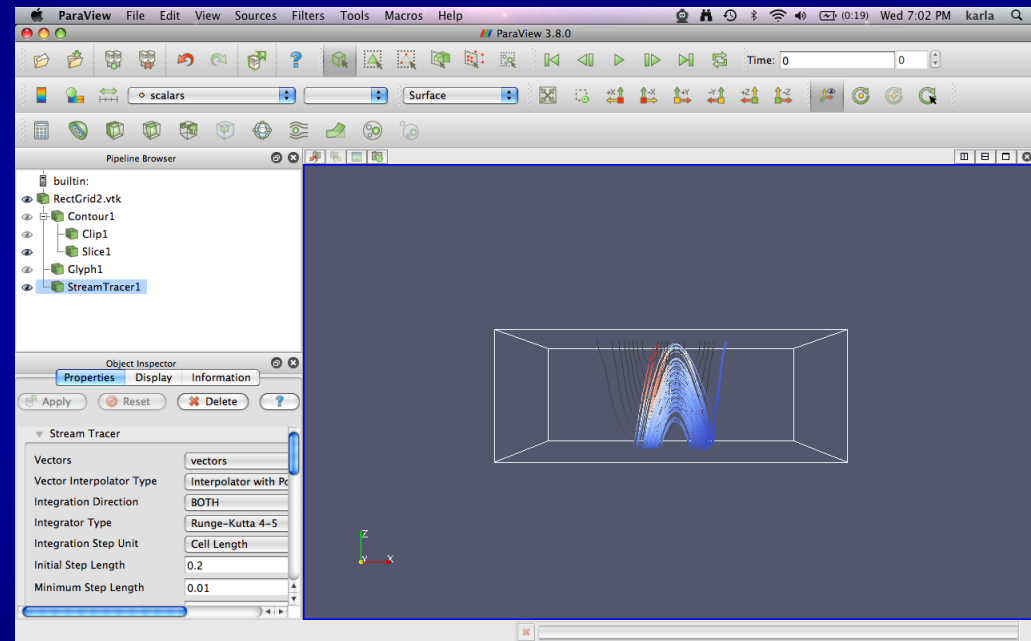 ParaView File Edit View Sources Filters Tools Macros Help (0:19) Wed 7:02 PM karla
ParaView 3.8.0
Time: 0 0
scalars Surface +X -X +Y -Y +Z -Z
Pipeline Browser
builtin:
RectGrid2.vtk
Contour1
Clip1
Slice1
Glyph1
StreamTracer1
Object Inspector
Properties Display Information
Apply Reset Delete ?
Stream Tracer
Vectors vectors
Vector Interpolator Type Interpolator with Po
Integration Direction BOTH
Integrator Type Runge-Kutta 4-5
Integration Step Unit Cell Length
Initial Step Length 0.2
Minimum Step Length 0.01
Z
Y X